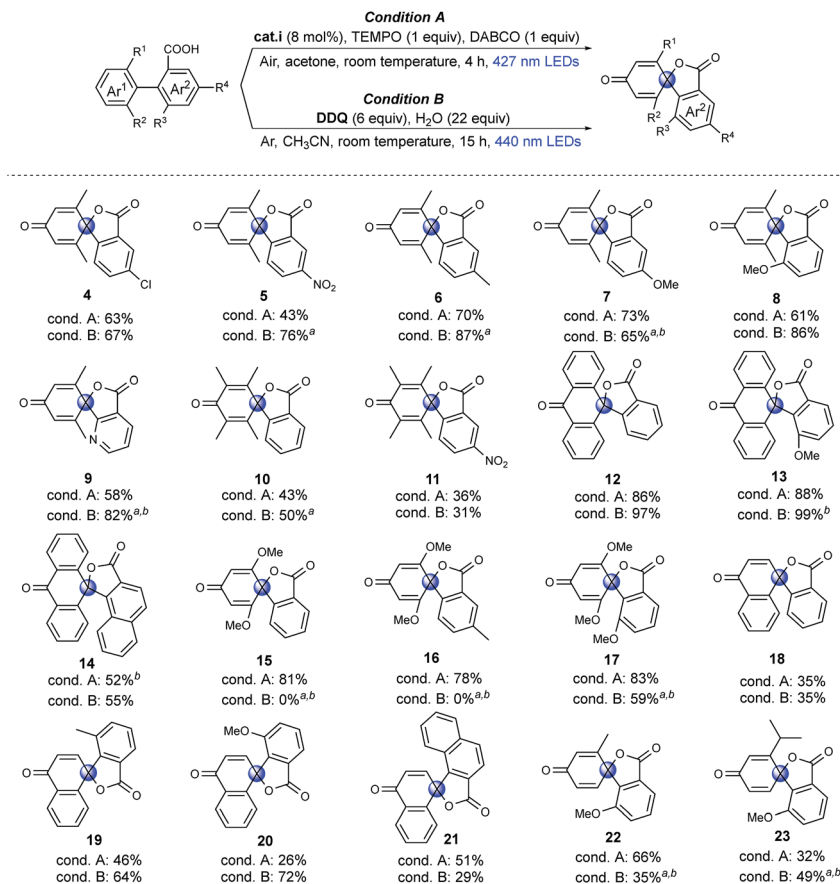 Condition A
cat.i (8 mol%), TEMPO (1 equiv), DABCO (1 equiv)
Air, acetone, room temperature, 4 h, 427 nm LEDs
Condition B
DDQ (6 equiv), H2O (22 equiv)
Ar, CH3CN, room temperature, 15 h, 440 nm LEDs
R1 COOH Ar1 Ar2 R4 R2 R3
R1 O O O Ar2 R2 R3 R4
O O O Cl
O O O NO2
O O O
O O O OMe
O O O MeO
4 5 6 7 8
cond. A: 63% cond. A: 43% cond. A: 70% cond. A: 73% cond. A: 61%
cond. B: 67% cond. B: 76%a cond. B: 87%a cond. B: 65%a,b cond. B: 86%
O O O N
O O O
O O O NO2
O O O
O O O OMe
9 10 11 12 13
cond. A: 58% cond. A: 43% cond. A: 36% cond. A: 86% cond. A: 88%
cond. B: 82%a,b cond. B: 50%a cond. B: 31% cond. B: 97% cond. B: 99%b
O O O
OMe O O O MeO
OMe O O O MeO
OMe O O O MeO MeO
O O O
14 15 16 17 18
cond. A: 52%b cond. A: 81% cond. A: 78% cond. A: 83% cond. A: 35%
cond. B: 55% cond. B: 0%a,b cond. B: 0%a,b cond. B: 59%a,b cond. B: 35%
O O O
MeO O O O
O O O
O O O MeO
O O O MeO
19 20 21 22 23
cond. A: 46% cond. A: 26% cond. A: 51% cond. A: 66% cond. A: 32%
cond. B: 64% cond. B: 72% cond. B: 29% cond. B: 35%a,b cond. B: 49%a,b